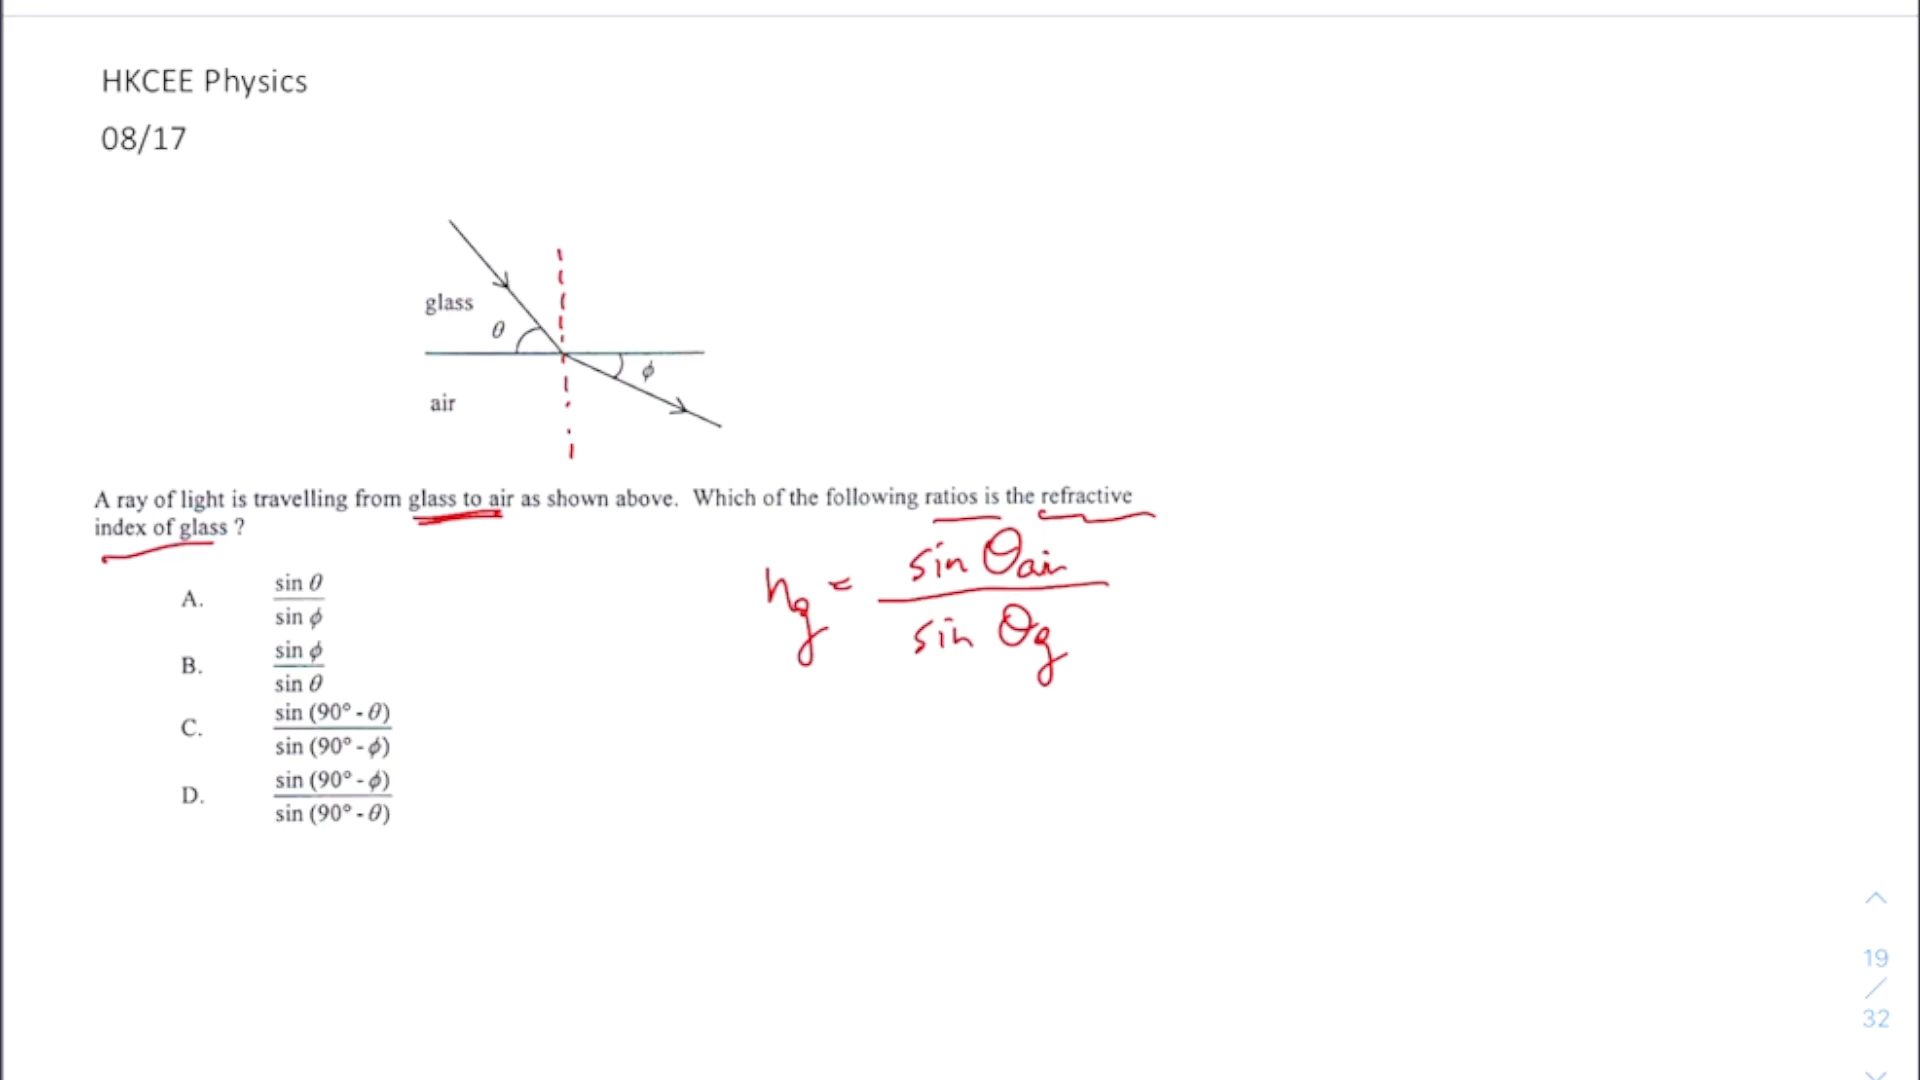 HKCEE Physics
08/17
glass
θ
ϕ
air
A ray of light is travelling from glass to air as shown above. Which of the following ratios is the refractive
index of glass ?
A. sin θ / sin ϕ
B. sin ϕ / sin θ
C. sin (90° - θ) / sin (90° - ϕ)
D. sin (90° - ϕ) / sin (90° - θ)
n_g = sin θ_air / sin θ_g
19
/
32